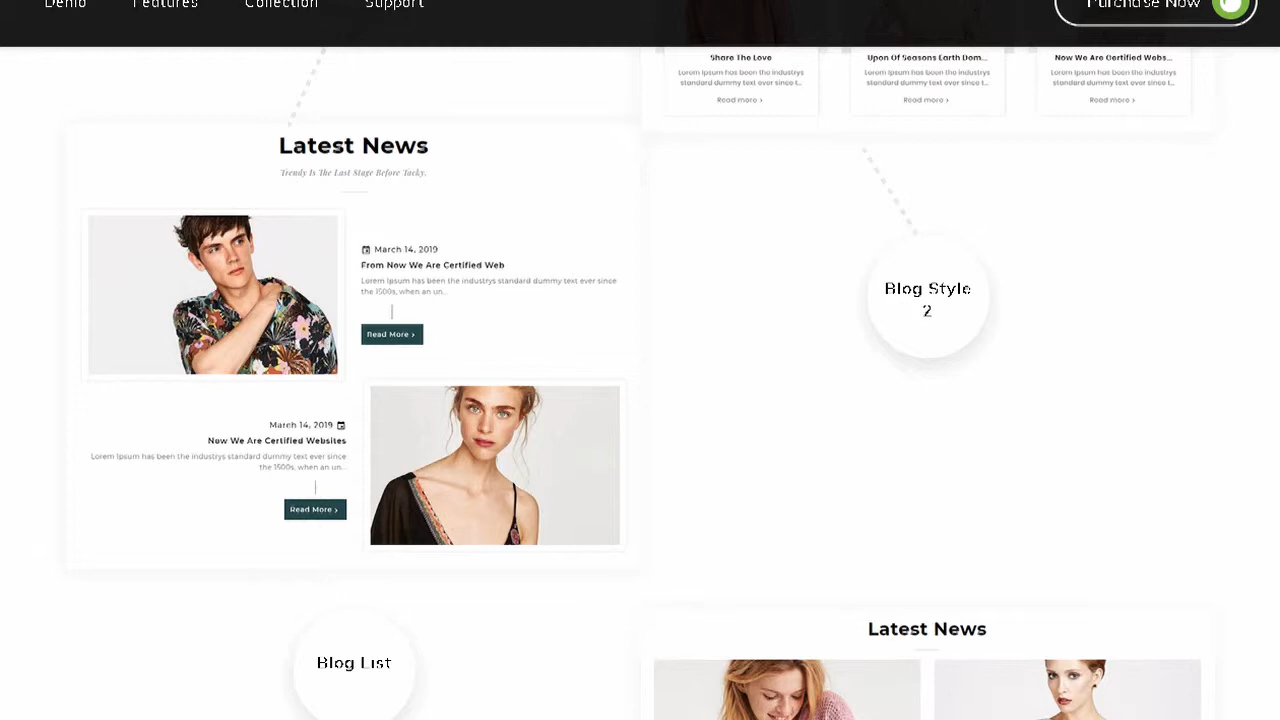 Demo Features Collection Support Purchase Now
Share The Love
Lorem Ipsum has been the industrys
standard dummy text ever since t...
Read more ›
Upon Of Seasons Earth Dom...
Lorem Ipsum has been the industrys
standard dummy text ever since t...
Read more ›
Now We Are Certified Webs...
Lorem Ipsum has been the industrys
standard dummy text ever since t...
Read more ›
Latest News
Trendy Is The Last Stage Before Tacky.
March 14, 2019
From Now We Are Certified Web
Lorem Ipsum has been the industrys standard dummy text ever since
the 1500s, when an un...
Read More ›
Blog Style
2
March 14, 2019
Now We Are Certified Websites
Lorem Ipsum has been the industrys standard dummy text ever since
the 1500s, when an un...
Read More ›
Blog List
Latest News